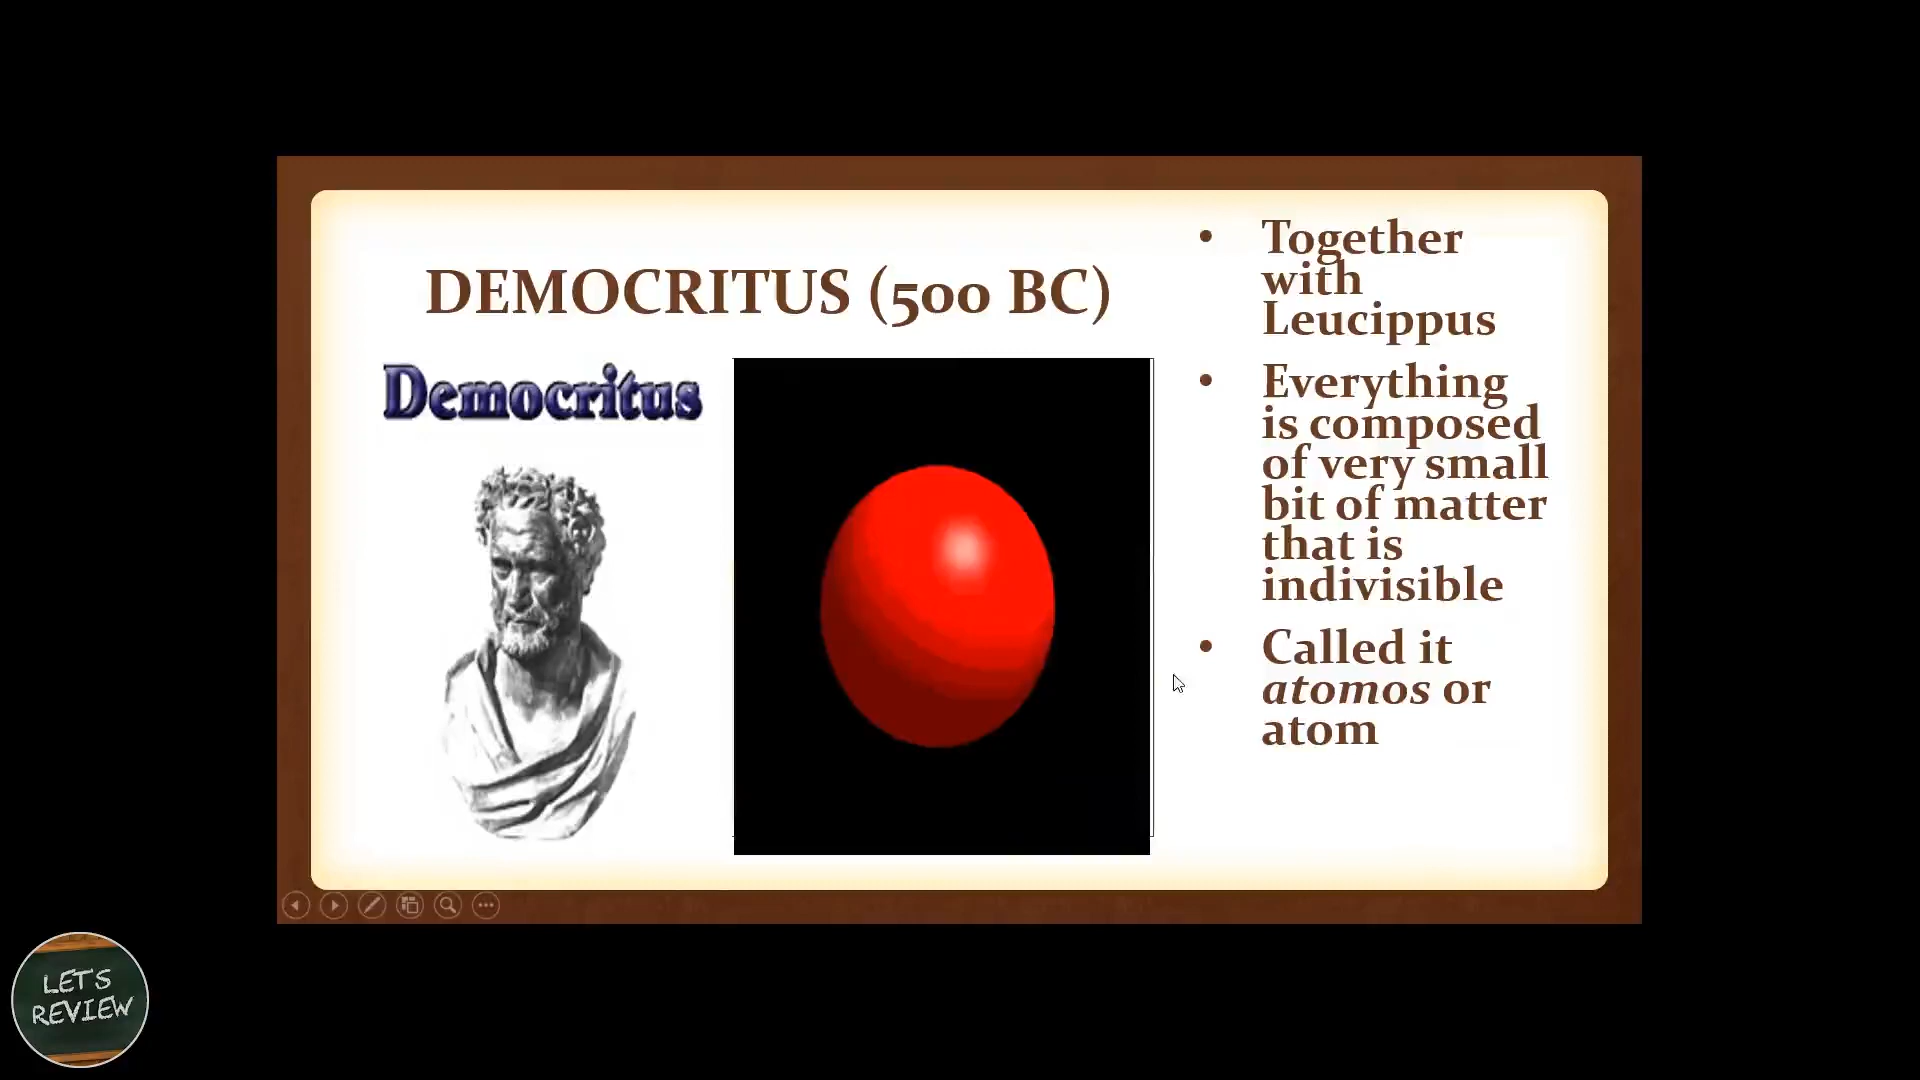 DEMOCRITUS (500 BC)
Democritus
• Together
with
Leucippus
• Everything
is composed
of very small
bit of matter
that is
indivisible
• Called it
atomos or
atom
LET'S
REVIEW